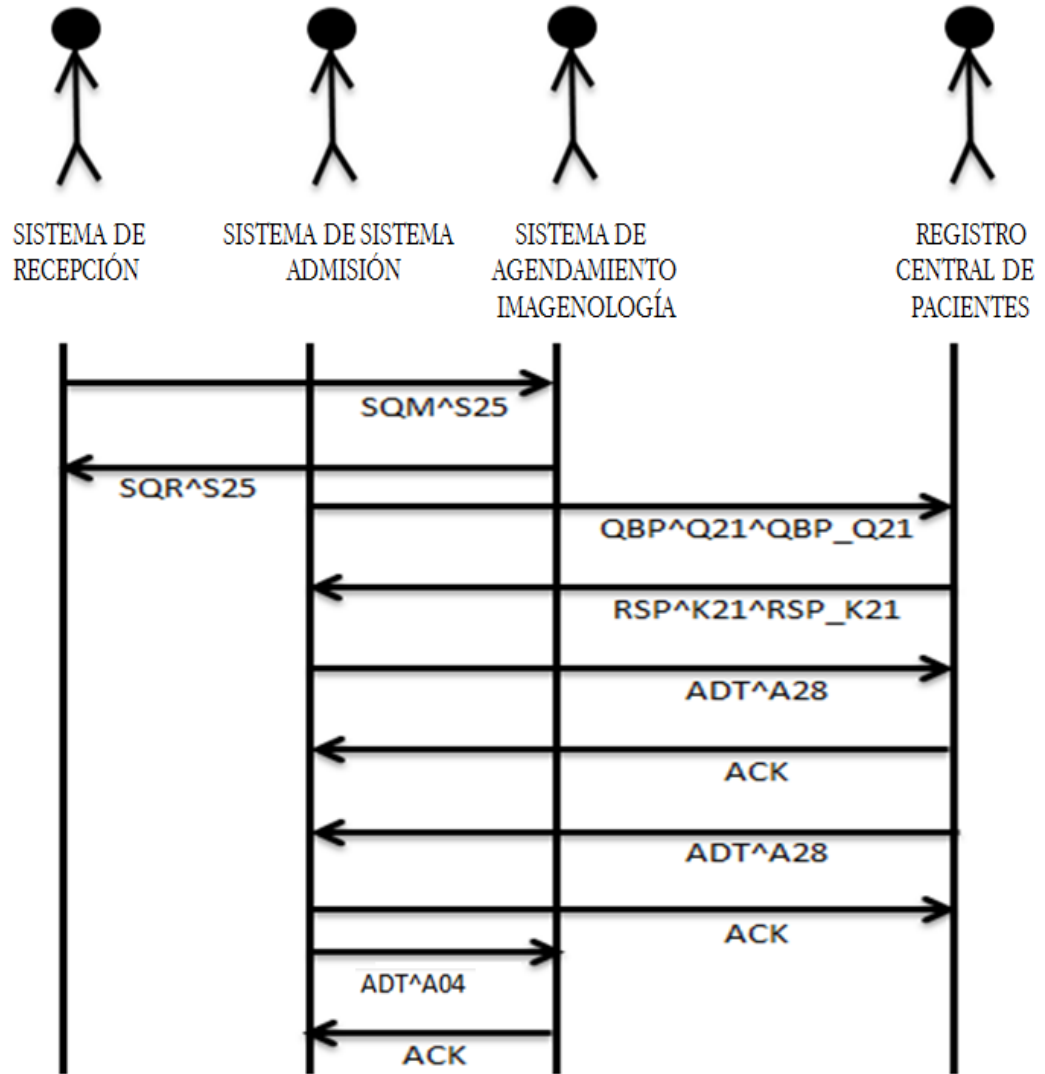 SISTEMA DE
RECEPCIÓN
SISTEMA DE SISTEMA
ADMISIÓN
SISTEMA DE
AGENDAMIENTO
IMAGENOLOGÍA
REGISTRO
CENTRAL DE
PACIENTES
SQM^S25
SQR^S25
QBP^Q21^QBP_Q21
RSP^K21^RSP_K21
ADT^A28
ACK
ADT^A28
ACK
ADT^A04
ACK